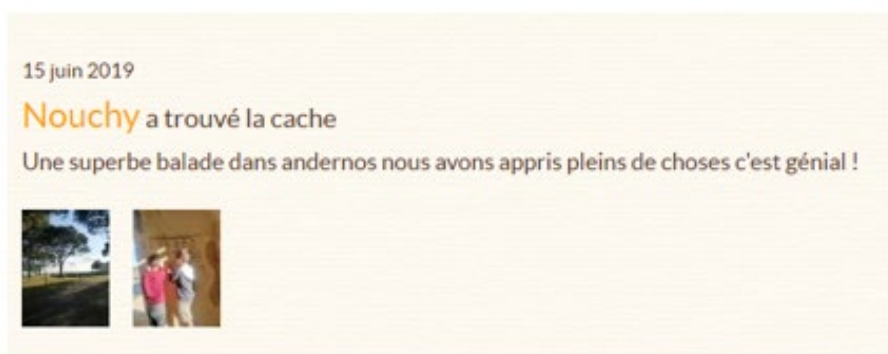 15 juin 2019
Nouchy a trouvé la cache
Une superbe balade dans andernos nous avons appris pleins de choses c'est génial !